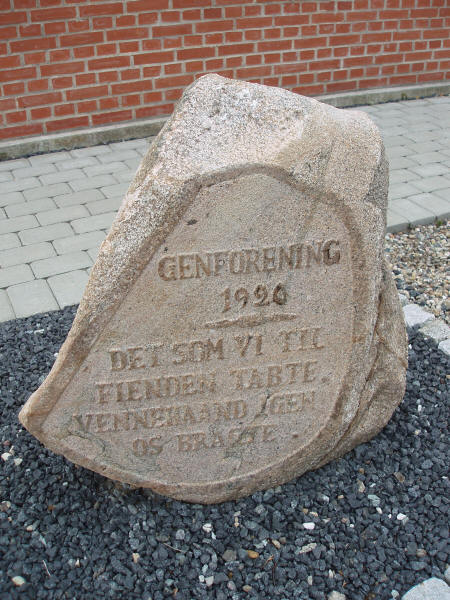 GENFORENING
1920
DET SOM VI TIL
FIENDEN TABTE
VENNEHAAND IGEN
OS BRAGTE